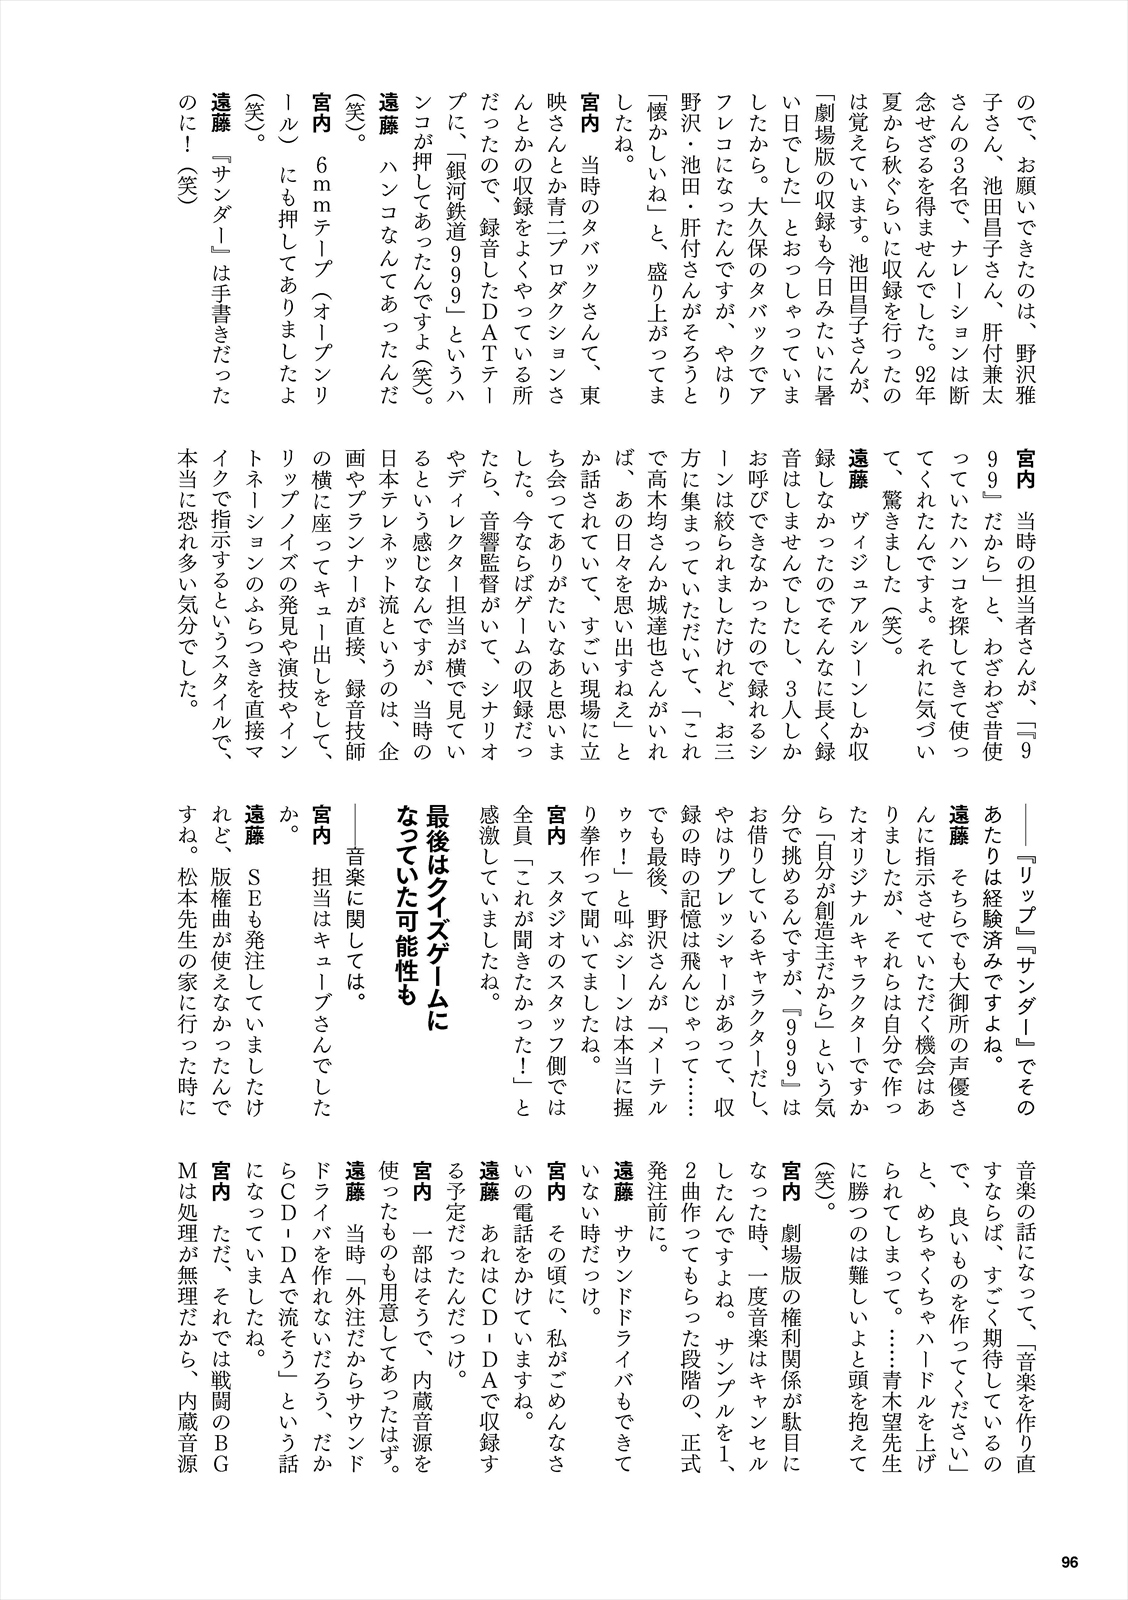 ので、お願いできたのは、野沢雅
子さん、池田昌子さん、肝付兼太
さんの3名で、ナレーションは断
念せざるを得ませんでした。92年
夏から秋ぐらいに収録を行ったの
は覚えています。池田昌子さんが、
「劇場版の収録も今日みたいに暑
い日でした」とおっしゃっていま
したから。大久保のタバックでア
フレコになったんですが、やはり
野沢・池田・肝付さんがそろうと
「懐かしいね」と、盛り上がってま
したね。
宮内　当時のタバックさんて、東
映さんとか青二プロダクションさ
んとかの収録をよくやっている所
だったので、録音したDATテー
プに、「銀河鉄道999」というハ
ンコが押してあったんですよ（笑）。
遠藤　ハンコなんてあったんだ
（笑）。
宮内　6mmテープ（オープンリ
ール）にも押してありましたよ
（笑）。
遠藤　『サンダー』は手書きだった
のに！（笑）
宮内　当時の担当者さんが、「『9
99』だから」と、わざわざ昔使
っていたハンコを探してきて使っ
てくれたんですよ。それに気づい
て、驚きました（笑）。
遠藤　ヴィジュアルシーンしか収
録しなかったのでそんなに長く録
音はしませんでしたし、3人しか
お呼びできなかったので録れるシ
ーンは絞られましたけれど、お三
方に集まっていただいて、「これ
で高木均さんか城達也さんがいれ
ば、あの日々を思い出すねえ」と
か話されていて、すごい現場に立
ち会ってありがたいなあと思いま
した。今ならばゲームの収録だっ
たら、音響監督がいて、シナリオ
やディレクター担当が横で見てい
るという感じなんですが、当時の
日本テレネット流というのは、企
画やプランナーが直接、録音技師
の横に座ってキュー出しをして、
リップノイズの発見や演技やイン
トネーションのふらつきを直接マ
イクで指示するというスタイルで、
本当に恐れ多い気分でした。
――『リップ』『サンダー』でその
あたりは経験済みですよね。
遠藤　そちらでも大御所の声優さ
んに指示させていただく機会はあ
りましたが、それらは自分で作っ
たオリジナルキャラクターですか
ら「自分が創造主だから」という気
分で挑めるんですが、『999』は
お借りしているキャラクターだし、
やはりプレッシャーがあって、収
録の時の記憶は飛んじゃって……
でも最後、野沢さんが「メーテル
ゥゥ！」と叫ぶシーンは本当に握
り拳作って聞いてましたね。
宮内　スタジオのスタッフ側では
全員「これが聞きたかった！」と
感激していましたね。
最後はクイズゲームに
なっていた可能性も
――音楽に関しては。
宮内　担当はキューブさんでした
か。
遠藤　SEも発注していましたけ
れど、版権曲が使えなかったんで
すね。松本先生の家に行った時に
音楽の話になって、「音楽を作り直
すならば、すごく期待しているの
で、良いものを作ってください」
と、めちゃくちゃハードルを上げ
られてしまって。……青木望先生
に勝つのは難しいよと頭を抱えて
（笑）。
宮内　劇場版の権利関係が駄目に
なった時、一度音楽はキャンセル
したんですよね。サンプルを1、
2曲作ってもらった段階の、正式
発注前に。
遠藤　サウンドドライバもできて
いない時だっけ。
宮内　その頃に、私がごめんなさ
いの電話をかけていますね。
遠藤　あれはCD-DAで収録す
る予定だったんだっけ。
宮内　一部はそうで、内蔵音源を
使ったものも用意してあったはず。
遠藤　当時「外注だからサウンド
ドライバを作れないだろう、だか
らCD-DAで流そう」という話
になっていましたね。
宮内　ただ、それでは戦闘のBG
Mは処理が無理だから、内蔵音源
96